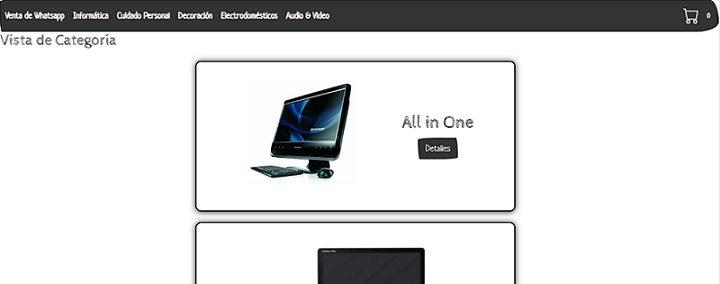 Venta de Whatsapp Informática Cuidado Personal Decoración Electrodomésticos Audio & Video 0
Vista de Categoría
All in One
Detalles